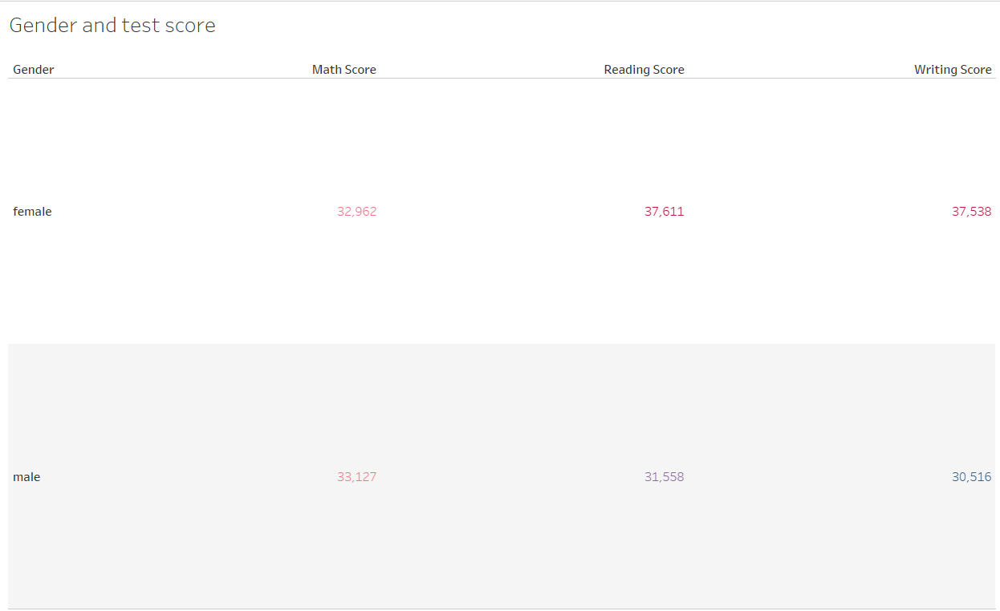 Gender and test score
Gender Math Score Reading Score Writing Score
female 32,962 37,611 37,538
male 33,127 31,558 30,516